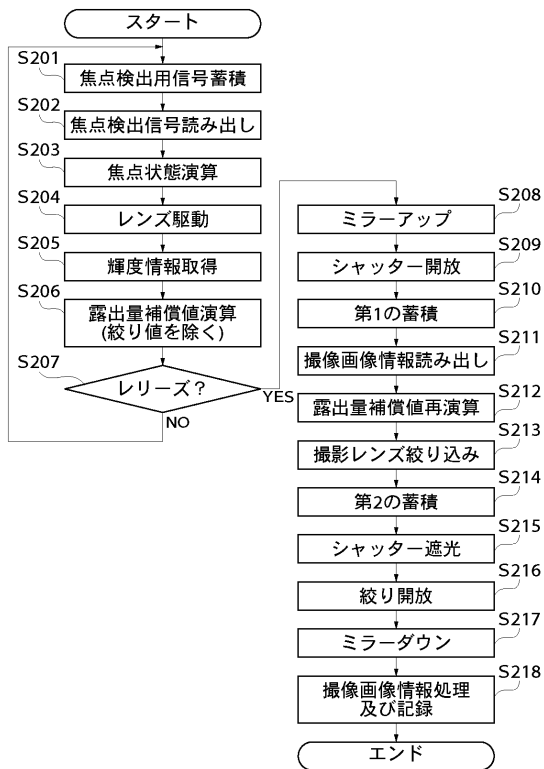 スタート
S201
焦点検出用信号蓄積
S202
焦点検出信号読み出し
S203
焦点状態演算
S204
レンズ駆動
S205
輝度情報取得
S206
露出量補償値演算
(絞り値を除く)
S207
レリーズ？
YES
NO
S208
ミラーアップ
S209
シャッター開放
S210
第1の蓄積
S211
撮像画像情報読み出し
S212
露出量補償値再演算
S213
撮影レンズ絞り込み
S214
第2の蓄積
S215
シャッター遮光
S216
絞り開放
S217
ミラーダウン
S218
撮像画像情報処理
及び記録
エンド